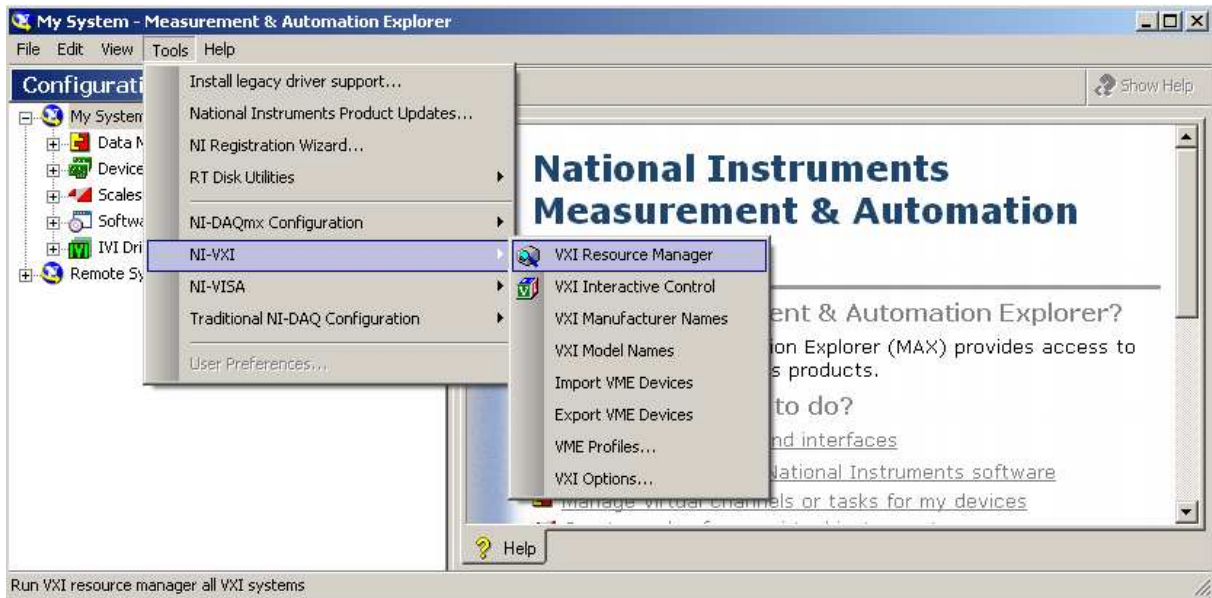 My System - Measurement & Automation Explorer
File Edit View Tools Help
Configurati
Show Help
My System
Data N
Device
Scales
Softwa
IVI Dri
Remote Sy
Install legacy driver support...
National Instruments Product Updates...
NI Registration Wizard...
RT Disk Utilities
NI-DAQmx Configuration
NI-VXI
NI-VISA
Traditional NI-DAQ Configuration
User Preferences...
VXI Resource Manager
VXI Interactive Control
VXI Manufacturer Names
VXI Model Names
Import VME Devices
Export VME Devices
VME Profiles...
VXI Options...
National Instruments
Measurement & Automation
ent & Automation Explorer?
ion Explorer (MAX) provides access to
s products.
to do?
nd interfaces
National Instruments software
Manage virtual channels or tasks for my devices
Help
Run VXI resource manager all VXI systems